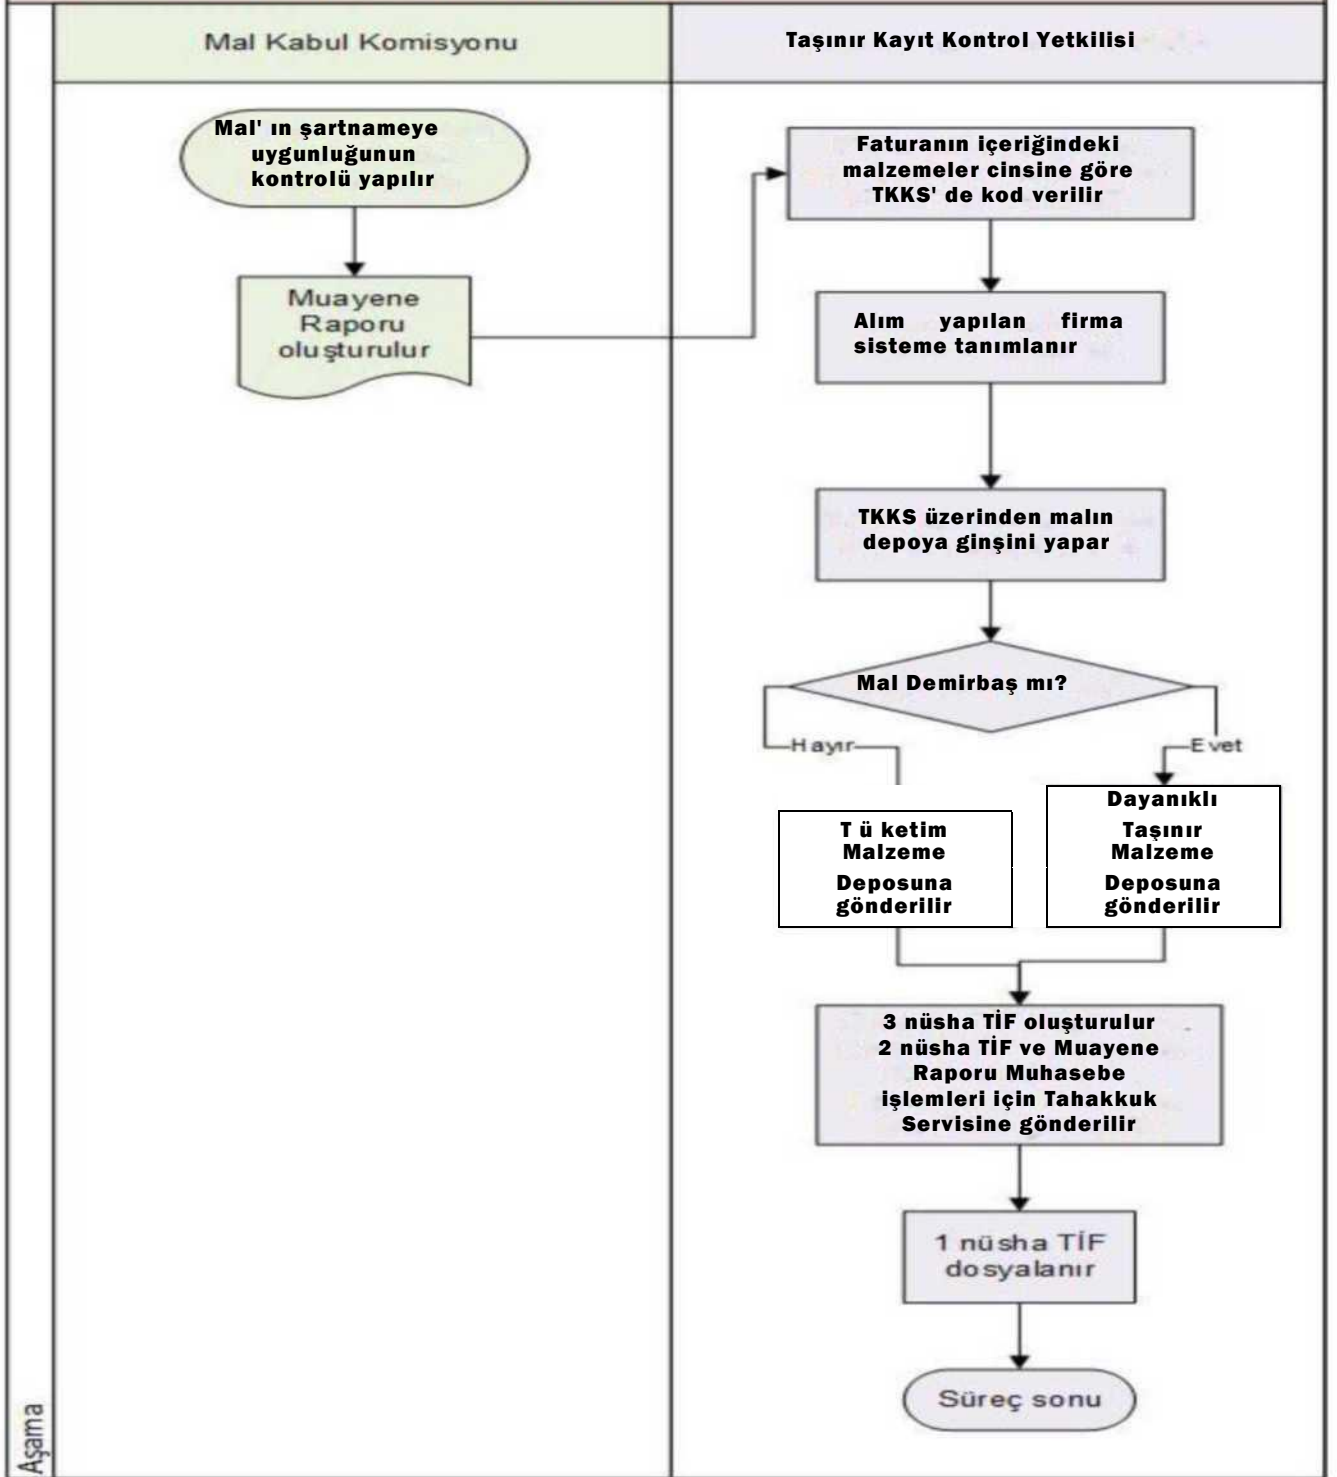 Mal Kabul Komisyonu
Taşınır Kayıt Kontrol Yetkilisi
Mal' ın şartnameye
uygunluğunun
kontrolü yapılır
Muayene
Raporu
oluşturulur
Faturanın içeriğindeki
malzemeler cinsine göre
TKKS' de kod verilir
Alım yapılan firma
sisteme tanımlanır
TKKS üzerinden malın
depoya ginşini yapar
Mal Demirbaş mı?
Hayır
Evet
T ü ketim
Malzeme
Deposuna
gönderilir
Dayanıklı
Taşınır
Malzeme
Deposuna
gönderilir
3 nüsha TİF oluşturulur
2 nüsha TİF ve Muayene
Raporu Muhasebe
işlemleri için Tahakkuk
Servisine gönderilir
1 nüsha TİF
dosyalanır
Süreç sonu
Aşama